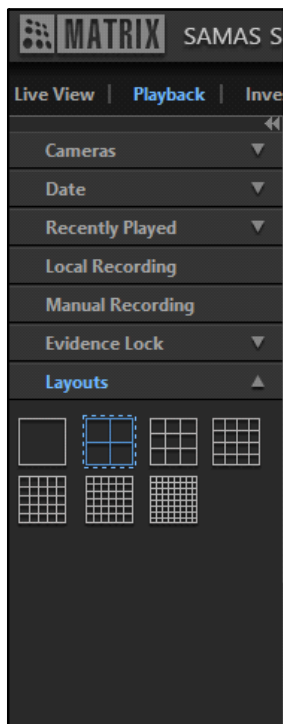 MATRIX SAMAS S
Live View | Playback | Inve
Cameras
Date
Recently Played
Local Recording
Manual Recording
Evidence Lock
Layouts